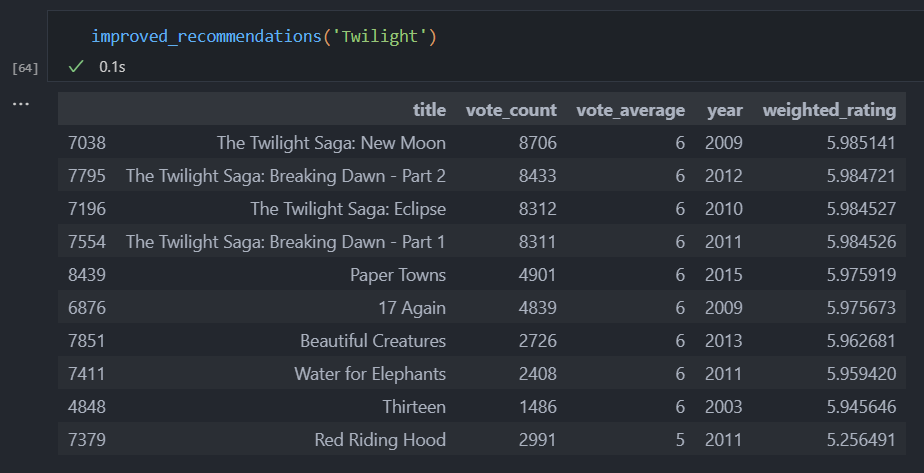 improved_recommendations('Twilight')
[64] ✓ 0.1s
...
title vote_count vote_average year weighted_rating
7038 The Twilight Saga: New Moon 8706 6 2009 5.985141
7795 The Twilight Saga: Breaking Dawn - Part 2 8433 6 2012 5.984721
7196 The Twilight Saga: Eclipse 8312 6 2010 5.984527
7554 The Twilight Saga: Breaking Dawn - Part 1 8311 6 2011 5.984526
8439 Paper Towns 4901 6 2015 5.975919
6876 17 Again 4839 6 2009 5.975673
7851 Beautiful Creatures 2726 6 2013 5.962681
7411 Water for Elephants 2408 6 2011 5.959420
4848 Thirteen 1486 6 2003 5.945646
7379 Red Riding Hood 2991 5 2011 5.256491